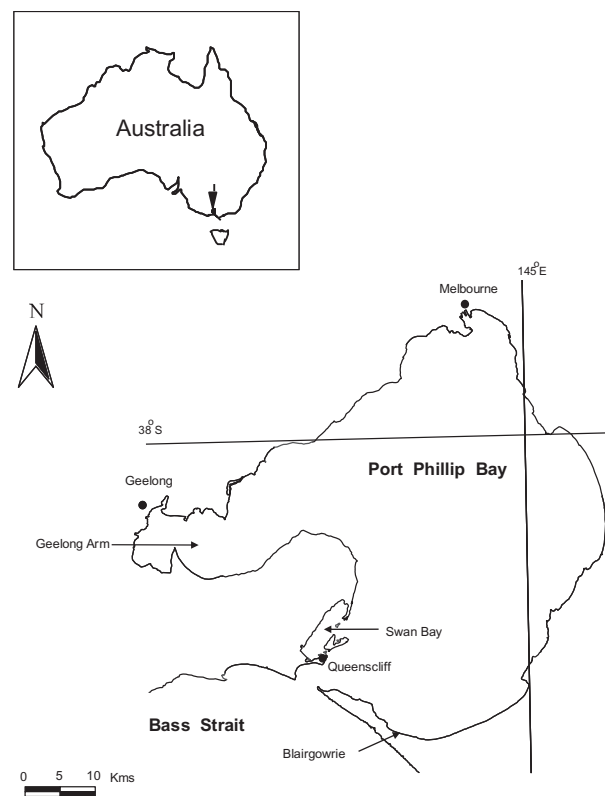 Australia
145°E
Melbourne
N
38°S
Port Phillip Bay
Geelong
Geelong Arm
Swan Bay
Queenscliff
Bass Strait
Blairgowrie
0 5 10 Kms